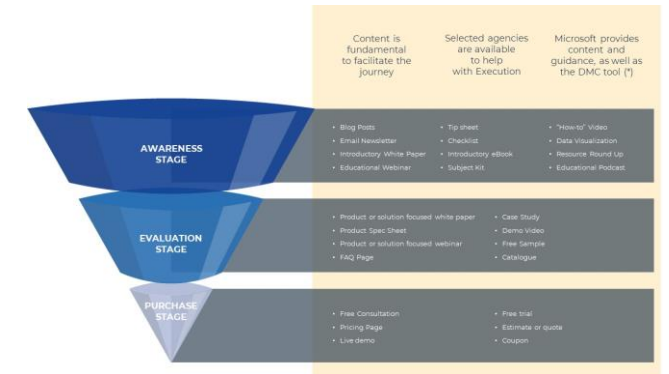 Content is
fundamental
to facilitate the
journey
Selected agencies
are available
to help
with Execution
Microsoft provides
content and
guidance, as well as
the DMC tool (*)
AWARENESS
STAGE
• Blog Posts
• Email Newsletter
• Introductory White Paper
• Educational Webinar
• Tip sheet
• Checklist
• Introductory eBook
• Subject Kit
• "How-to" Video
• Data Visualization
• Resource Round Up
• Educational Podcast
EVALUATION
STAGE
• Product or solution focused white paper
• Product Spec Sheet
• Product or solution focused webinar
• FAQ Page
• Case Study
• Demo Video
• Free Sample
• Catalogue
PURCHASE
STAGE
• Free Consultation
• Pricing Page
• Live demo
• Free trial
• Estimate or quote
• Coupon